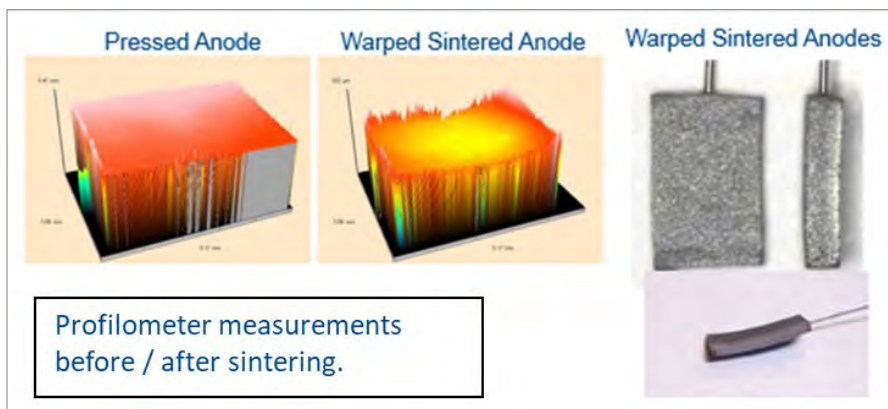 Pressed Anode
Warped Sintered Anode
Warped Sintered Anodes
Profilometer measurements
before / after sintering.